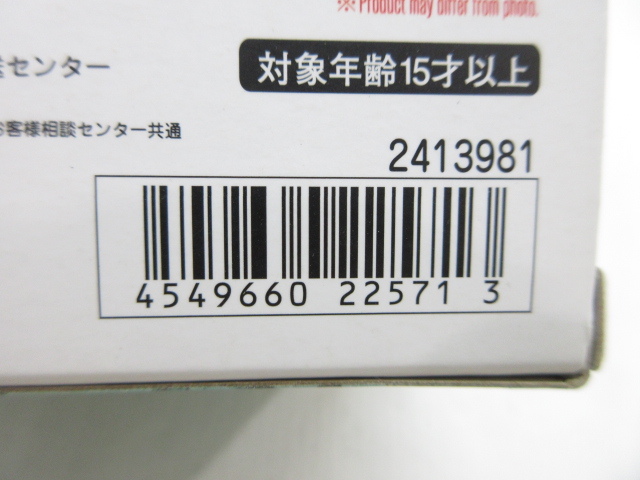 ※ Product may differ from photo.
センター
対象年齢15才以上
お客様相談センター共通
2413981
4549660 22571 3